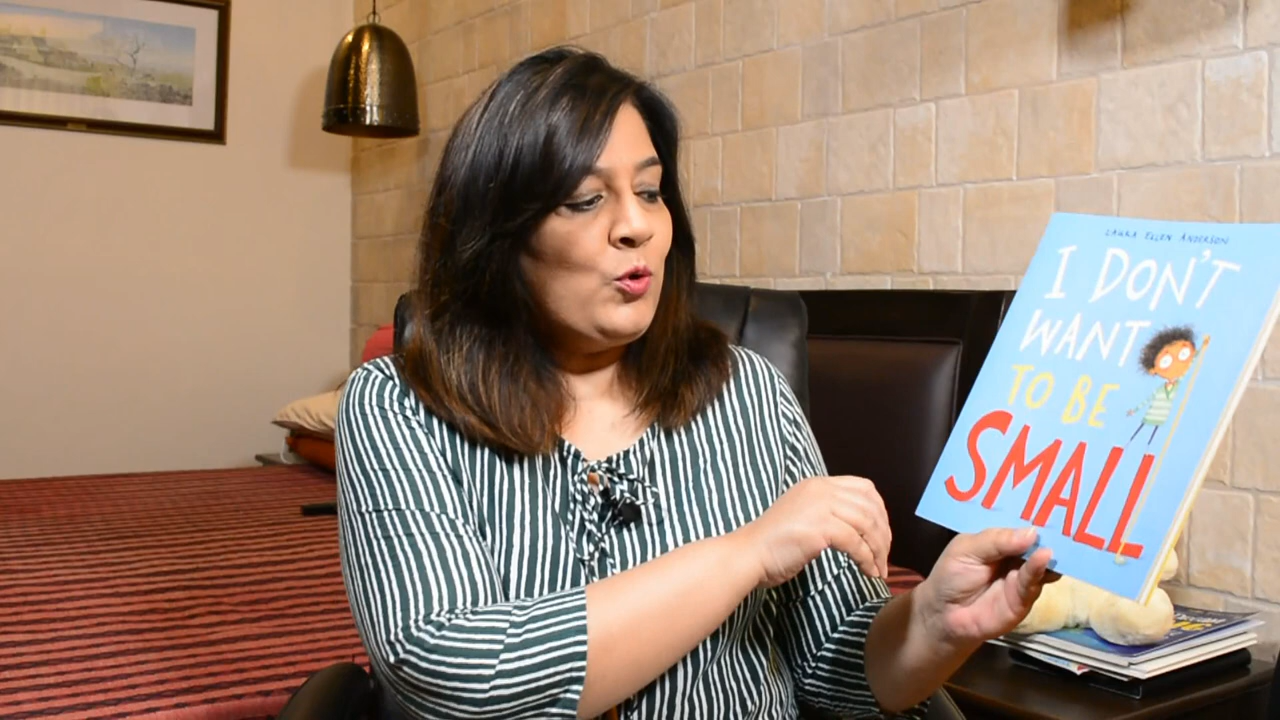 LAURA ELLEN ANDERSON
I DON'T
WANT
TO BE
SMALL